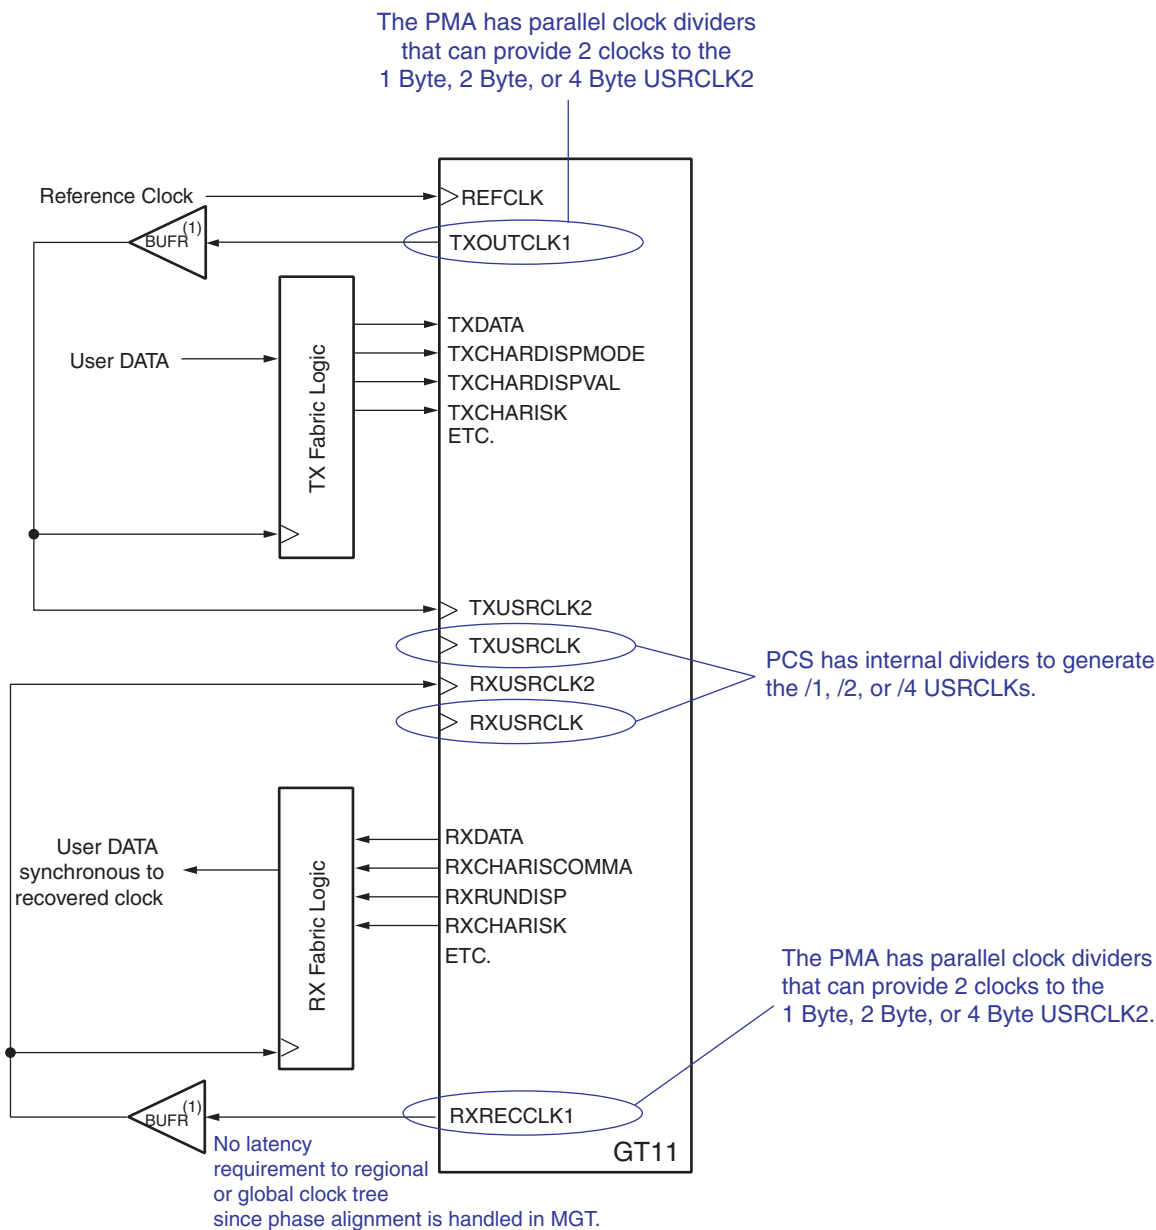 The PMA has parallel clock dividers
that can provide 2 clocks to the
1 Byte, 2 Byte, or 4 Byte USRCLK2
Reference Clock
REFCLK
BUFR(1)
TXOUTCLK1
TX Fabric Logic
User DATA
TXDATA
TXCHARDISPMODE
TXCHARDISPVAL
TXCHARISK
ETC.
TXUSRCLK2
TXUSRCLK
RXUSRCLK2
RXUSRCLK
PCS has internal dividers to generate
the /1, /2, or /4 USRCLKs.
User DATA
synchronous to
recovered clock
RX Fabric Logic
RXDATA
RXCHARISCOMMA
RXRUNDISP
RXCHARISK
ETC.
The PMA has parallel clock dividers
that can provide 2 clocks to the
1 Byte, 2 Byte, or 4 Byte USRCLK2.
BUFR(1)
RXRECCLK1
GT11
No latency
requirement to regional
or global clock tree
since phase alignment is handled in MGT.